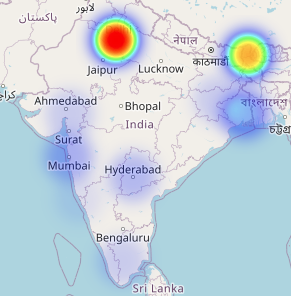 لاہور
پاکستان
नेपाल
काठमाडौं
Jaipur
Lucknow
Ahmedabad
Bhopal
বাংলাদেশ
India
Surat
Mumbai
Hyderabad
Bengaluru
Sri Lanka